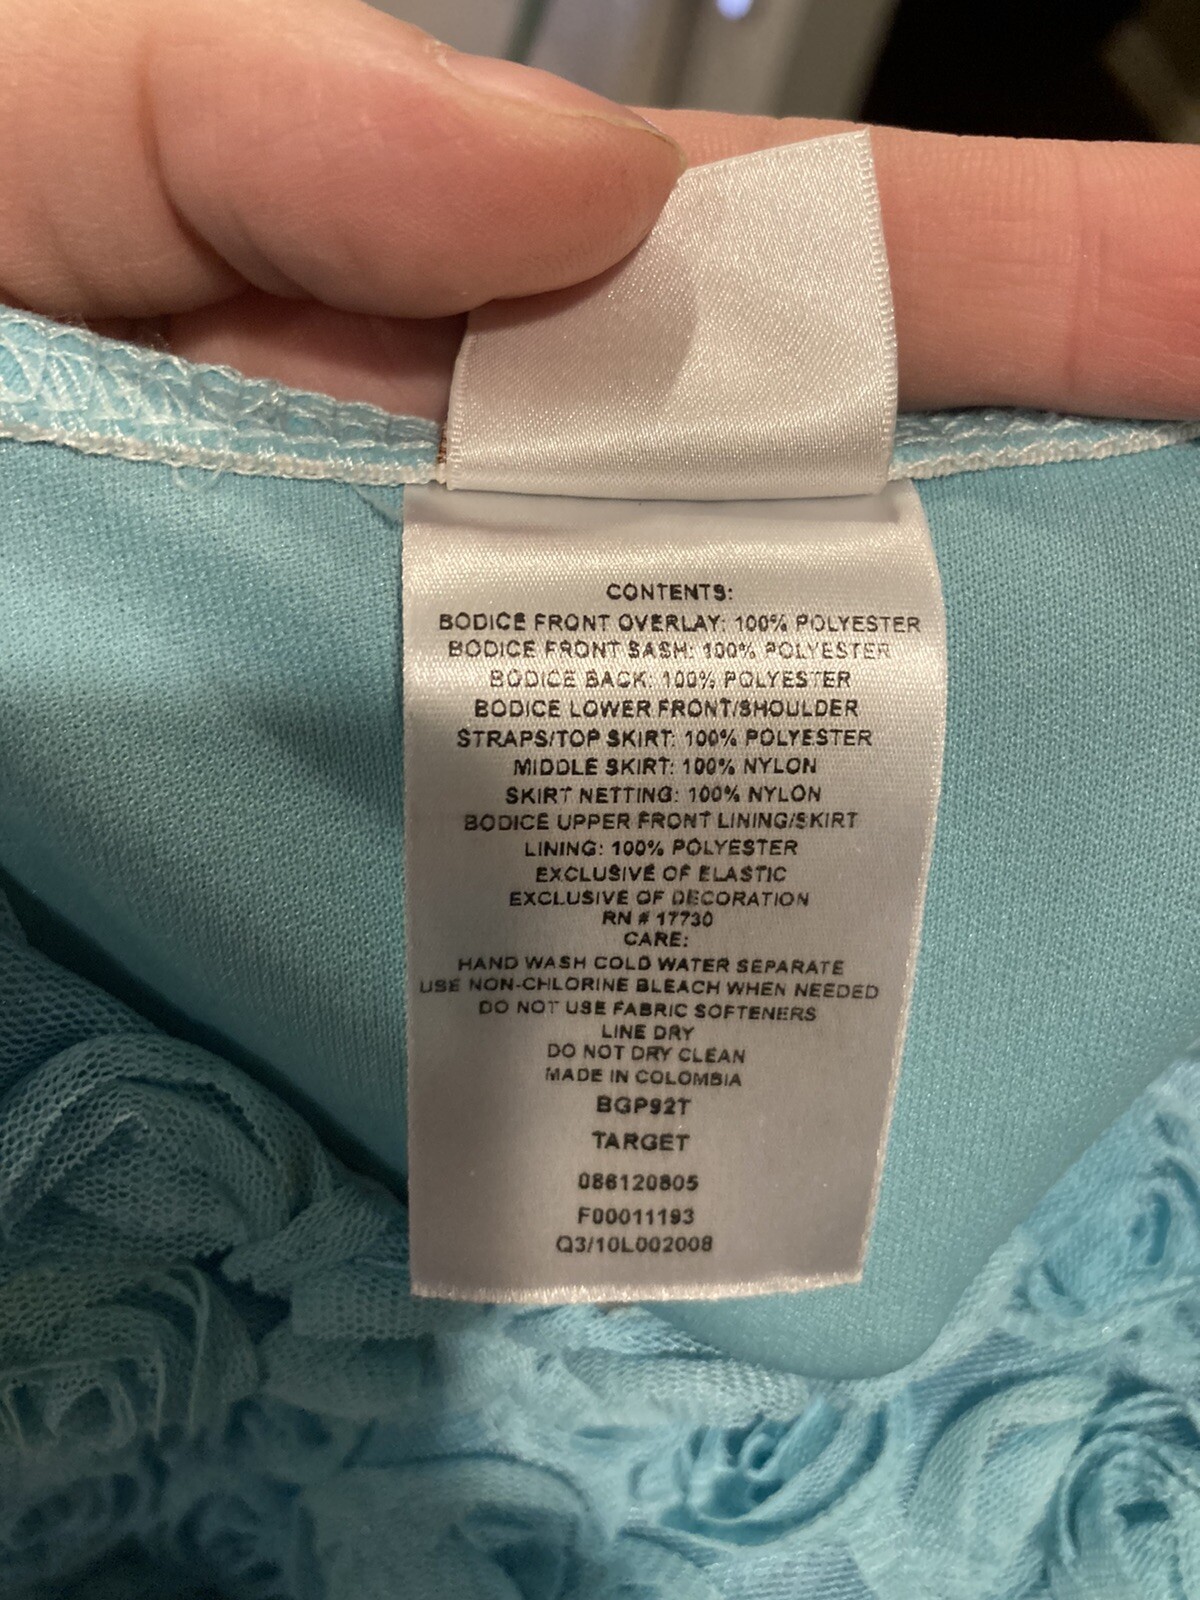 CONTENTS:
BODICE FRONT OVERLAY: 100% POLYESTER
BODICE FRONT SASH: 100% POLYESTER
BODICE BACK: 100% POLYESTER
BODICE LOWER FRONT/SHOULDER
STRAPS/TOP SKIRT: 100% POLYESTER
MIDDLE SKIRT: 100% NYLON
SKIRT NETTING: 100% NYLON
BODICE UPPER FRONT LINING/SKIRT
LINING: 100% POLYESTER
EXCLUSIVE OF ELASTIC
EXCLUSIVE OF DECORATION
RN # 17730
CARE:
HAND WASH COLD WATER SEPARATE
USE NON-CHLORINE BLEACH WHEN NEEDED
DO NOT USE FABRIC SOFTENERS
LINE DRY
DO NOT DRY CLEAN
MADE IN COLOMBIA
BGP92T
TARGET
086120805
F00011193
Q3/10L002008